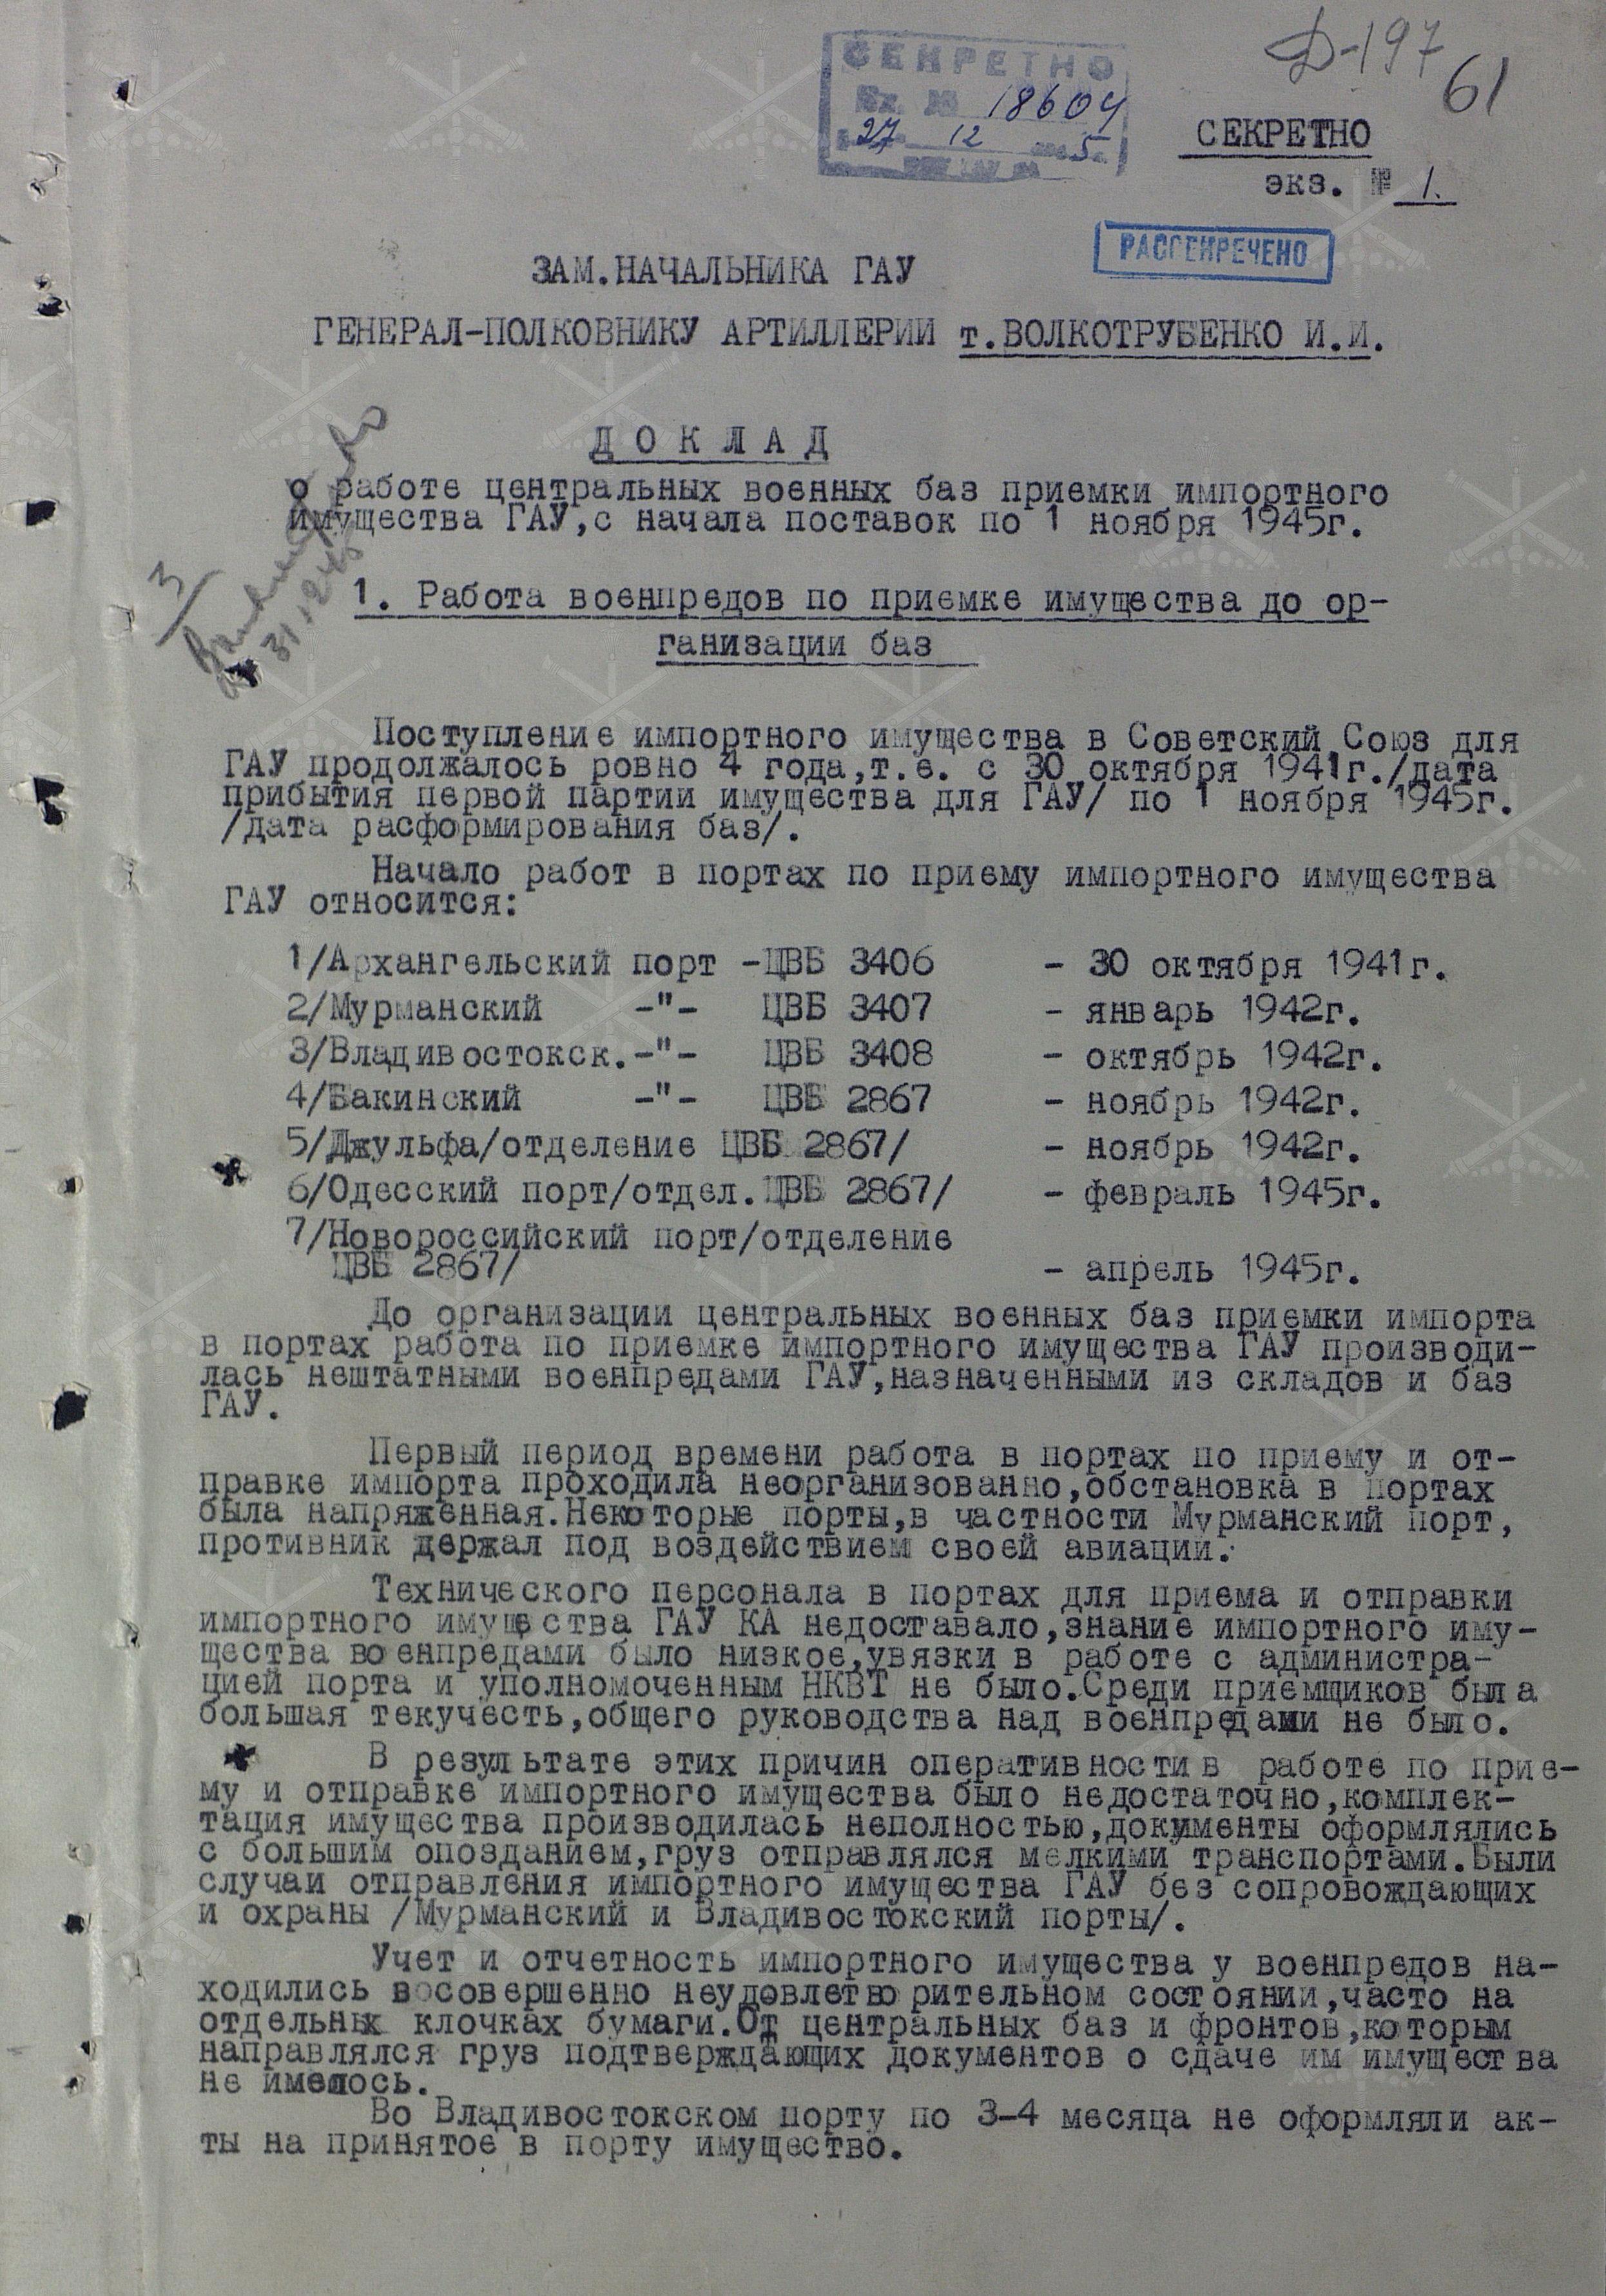 Д-197
61
СЕКРЕТНО
Вх. № 18604
27 12 5
СЕКРЕТНО
экз. № 1.
РАССЕКРЕЧЕНО
ЗАМ.НАЧАЛЬНИКА ГАУ
ГЕНЕРАЛ-ПОЛКОВНИКУ АРТИЛЛЕРИИ т.ВОЛКОТРУБЕНКО И.И.
Д О К Л А Д
о работе центральных военных баз приемки импортного
имущества ГАУ,с начала поставок по 1 ноября 1945г.
3
31.12.45
1. Работа военпредов по приемке имущества до ор-
ганизации баз
Поступление импортного имущества в Советский Союз для
ГАУ продолжалось ровно 4 года,т.е. с 30 октября 1941г./дата
прибытия первой партии имущества для ГАУ/ по 1 ноября 1945г.
/дата расформирования баз/.
Начало работ в портах по приему импортного имущества
ГАУ относится:
1/Архангельский порт -ЦВБ 3406 - 30 октября 1941г.
2/Мурманский -"- ЦВБ 3407 - январь 1942г.
3/Владивостокск.-"- ЦВБ 3408 - октябрь 1942г.
4/Бакинский -"- ЦВБ 2867 - ноябрь 1942г.
5/Джульфа/отделение ЦВБ 2867/ - ноябрь 1942г.
6/Одесский порт/отдел.ЦВБ 2867/ - февраль 1945г.
7/Новороссийский порт/отделение
ЦВБ 2867/ - апрель 1945г.
До организации центральных военных баз приемки импорта
в портах работа по приемке импортного имущества ГАУ производи-
лась нештатными военпредами ГАУ,назначенными из складов и баз
ГАУ.
Первый период времени работа в портах по приему и от-
правке импорта проходила неорганизованно,обстановка в портах
была напряженная.Некоторые порты,в частности Мурманский порт,
противник держал под воздействием своей авиации.
Технического персонала в портах для приема и отправки
импортного имущества ГАУ КА недоставало,знание импортного иму-
щества военпредами было низкое,увязки в работе с администра-
цией порта и уполномоченным НКВТ не было.Среди приемщиков была
большая текучесть,общего руководства над военпредами не было.
В результате этих причин оперативности в работе по прие-
му и отправке импортного имущества было недостаточно,комплек-
тация имущества производилась неполностью,документы оформлялись
с большим опозданием,груз отправлялся мелкими транспортами.Были
случаи отправления импортного имущества ГАУ без сопровождающих
и охраны /Мурманский и Владивостокский порты/.
Учет и отчетность импортного имущества у военпредов на-
ходились в совершенно неудовлетворительном состоянии,часто на
отдельных клочках бумаги.От центральных баз и фронтов,которым
направлялся груз подтверждающих документов о сдаче им имущества
не имелось.
Во Владивостокском порту по 3-4 месяца не оформляли ак-
ты на принятое в порту имущество.